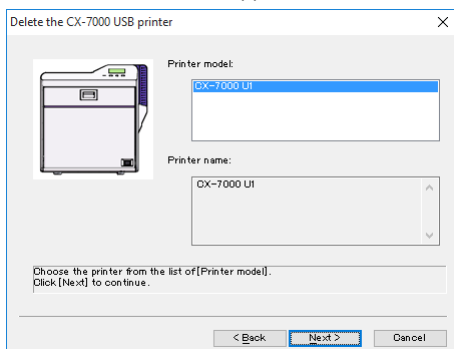 Delete the CX-7000 USB printer
Printer model:
CX-7000 U1
Printer name:
CX-7000 U1
Choose the printer from the list of[Printer model].
Click [Next] to continue.
< Back
Next >
Cancel